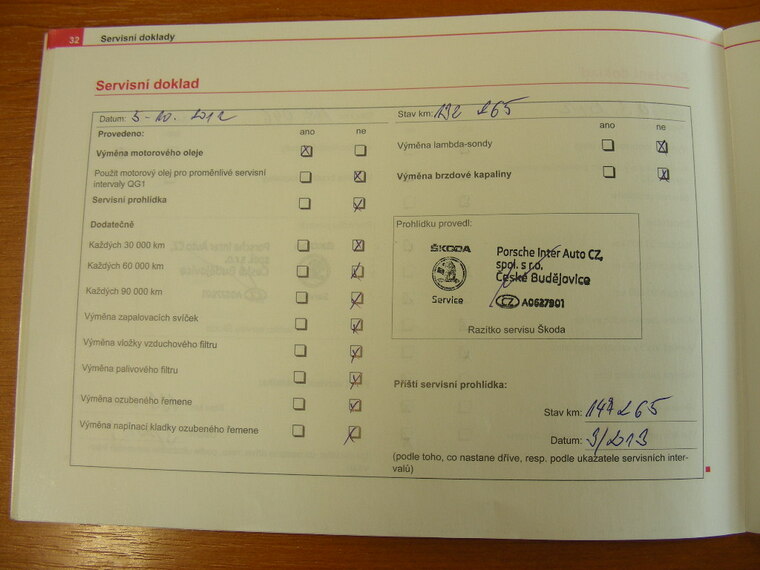 32 Servisní doklady
Servisní doklad
Datum: 5-10. 2012
Stav km: 132 265
Provedeno: ano ne
Výměna motorového oleje
Použít motorový olej pro proměnlivé servisní
intervaly QG1
Servisní prohlídka
Dodatečně
Každých 30 000 km
Každých 60 000 km
Každých 90 000 km
Výměna zapalovacích svíček
Výměna vložky vzduchového filtru
Výměna palivového filtru
Výměna ozubeného řemene
Výměna napínací kladky ozubeného řemene
ano ne
Výměna lambda-sondy
Výměna brzdové kapaliny
Prohlídku provedl:
ŠKODA
Service
Porsche Inter Auto CZ,
spol. s r.o.
České Budějovice
CZ A0627901
Razítko servisu Škoda
Příští servisní prohlídka:
Stav km: 147 265
Datum: 3/2013
(podle toho, co nastane dříve, resp. podle ukazatele servisních inter-
valů)